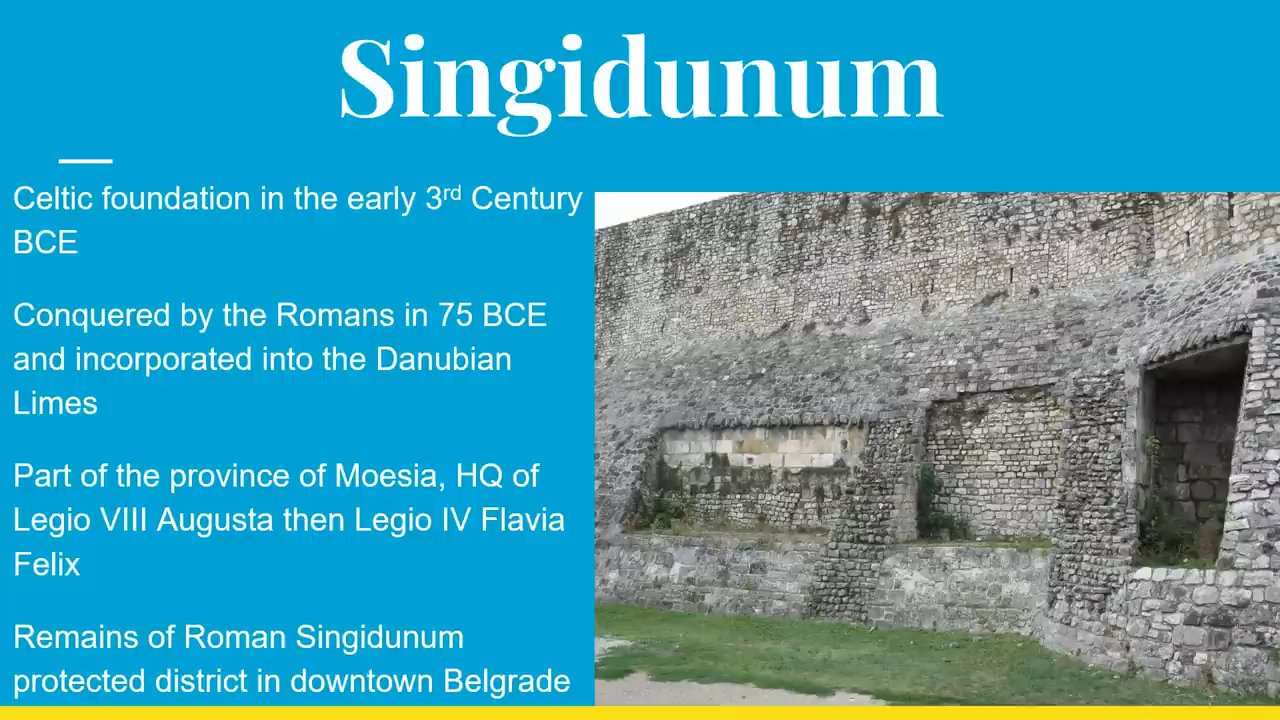 Singidunum
Celtic foundation in the early 3rd Century
BCE
Conquered by the Romans in 75 BCE
and incorporated into the Danubian
Limes
Part of the province of Moesia, HQ of
Legio VIII Augusta then Legio IV Flavia
Felix
Remains of Roman Singidunum
protected district in downtown Belgrade